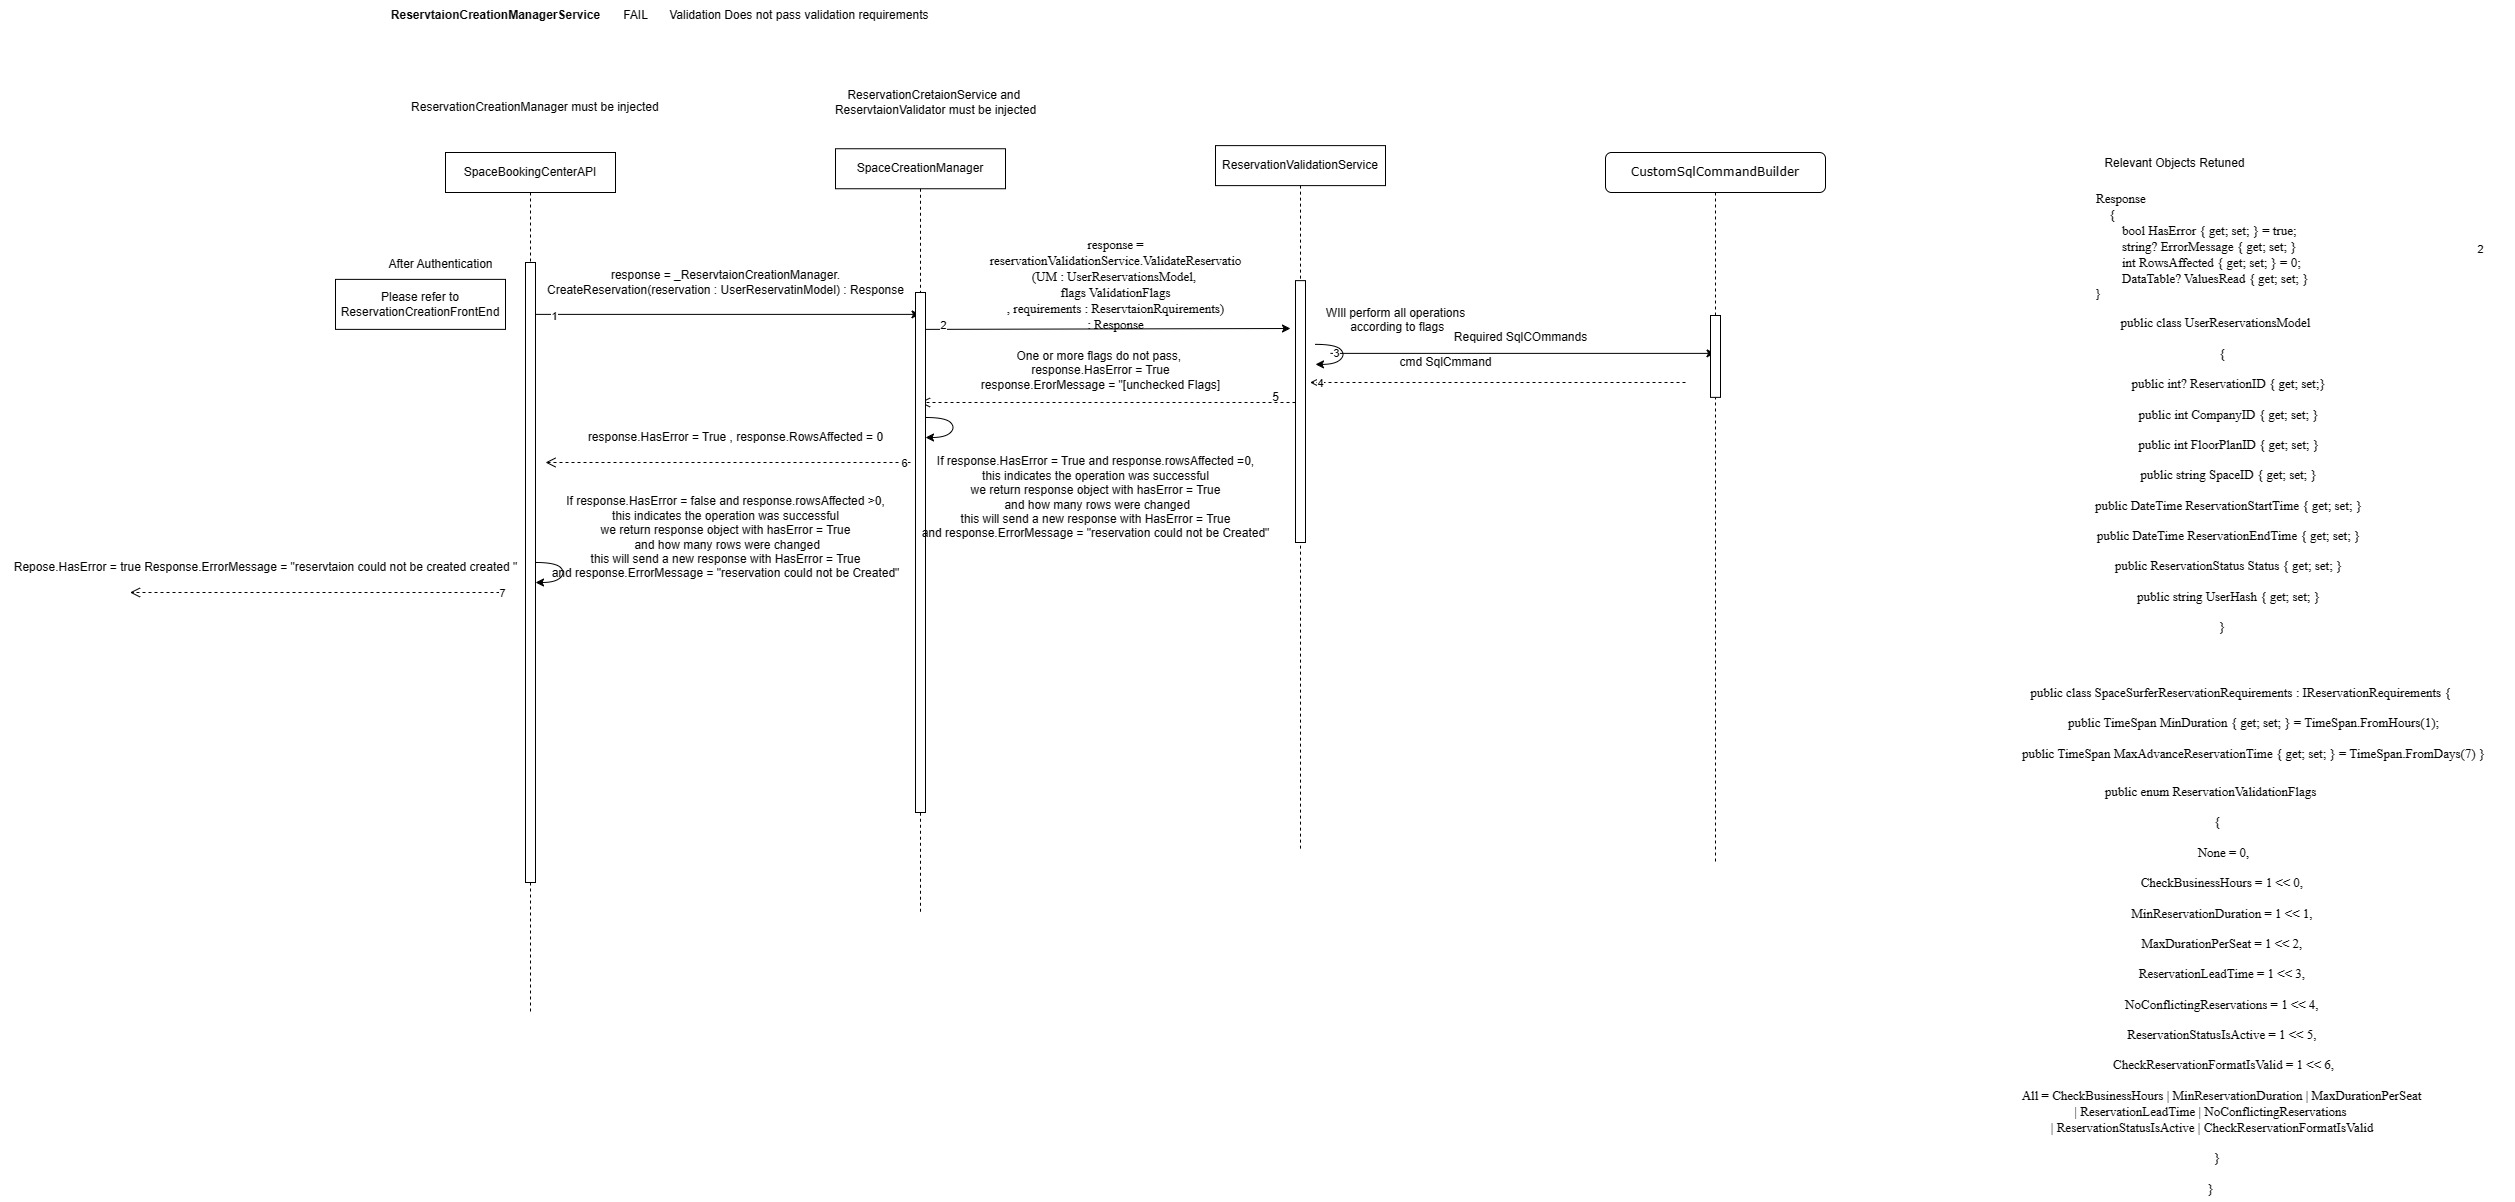 ReservtaionCreationManagerService FAIL Validation Does not pass validation requirements
ReservationCreationManager must be injected
ReservationCretaionService and
ReservtaionValidator must be injected
SpaceBookingCenterAPI
SpaceCreationManager
ReservationValidationService
CustomSqlCommandBuilder
After Authentication
Please refer to
ReservationCreationFrontEnd
response = _ReservtaionCreationManager.
CreateReservation(reservation : UserReservatinModel) : Response
1
response =
reservationValidationService.ValidateReservatio
(UM : UserReservationsModel,
flags ValidationFlags
, requirements : ReservtaionRquirements)
: Response
2
WIll perform all operations
according to flags
Required SqlCOmmands
3
cmd SqlCmmand
4
One or more flags do not pass,
response.HasError = True
response.ErorMessage = "[unchecked Flags]
5
response.HasError = True , response.RowsAffected = 0
6
If response.HasError = True and response.rowsAffected =0,
this indicates the operation was successful
we return response object with hasError = True
and how many rows were changed
this will send a new response with HasError = True
and response.ErrorMessage = "reservation could not be Created"
If response.HasError = false and response.rowsAffected >0,
this indicates the operation was successful
we return response object with hasError = True
and how many rows were changed
this will send a new response with HasError = True
and response.ErrorMessage = "reservation could not be Created"
Repose.HasError = true Response.ErrorMessage = "reservtaion could not be created created "
7
Relevant Objects Retuned
Response
{
bool HasError { get; set; } = true;
string? ErrorMessage { get; set; }
int RowsAffected { get; set; } = 0;
DataTable? ValuesRead { get; set; }
}
2
public class UserReservationsModel
{
public int? ReservationID { get; set;}
public int CompanyID { get; set; }
public int FloorPlanID { get; set; }
public string SpaceID { get; set; }
public DateTime ReservationStartTime { get; set; }
public DateTime ReservationEndTime { get; set; }
public ReservationStatus Status { get; set; }
public string UserHash { get; set; }
}
public class SpaceSurferReservationRequirements : IReservationRequirements {
public TimeSpan MinDuration { get; set; } = TimeSpan.FromHours(1);
public TimeSpan MaxAdvanceReservationTime { get; set; } = TimeSpan.FromDays(7) }
public enum ReservationValidationFlags
{
None = 0,
CheckBusinessHours = 1 << 0,
MinReservationDuration = 1 << 1,
MaxDurationPerSeat = 1 << 2,
ReservationLeadTime = 1 << 3,
NoConflictingReservations = 1 << 4,
ReservationStatusIsActive = 1 << 5,
CheckReservationFormatIsValid = 1 << 6,
All = CheckBusinessHours | MinReservationDuration | MaxDurationPerSeat
| ReservationLeadTime | NoConflictingReservations
| ReservationStatusIsActive | CheckReservationFormatIsValid
}
}